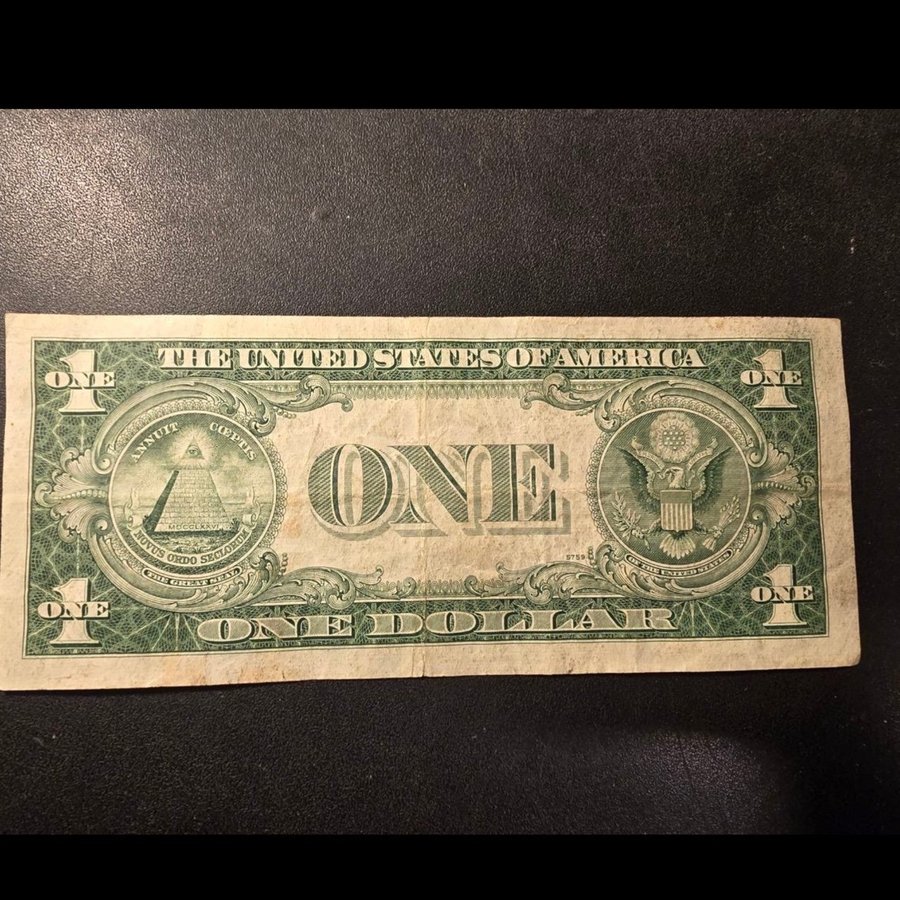 THE UNITED STATES OF AMERICA
1 ONE
1 ONE
ANNUIT CŒPTIS
MDCCLXXVI
NOVUS ORDO SECLORUM
THE GREAT SEAL
ONE
5759
OF THE UNITED STATES
1 ONE
1 ONE
ONE DOLLAR